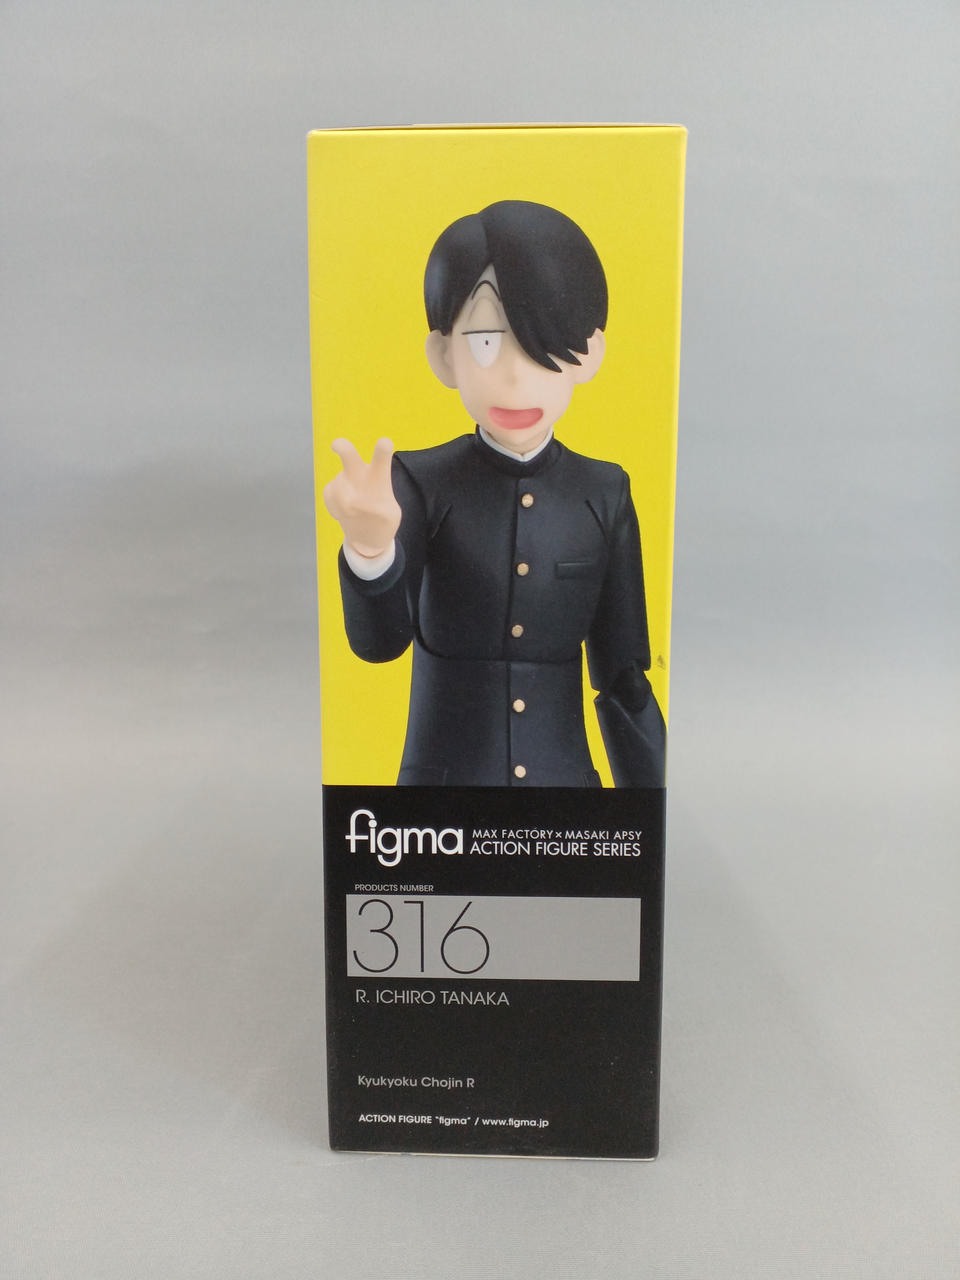 figma
MAX FACTORY × MASAKI APSY
ACTION FIGURE SERIES
PRODUCTS NUMBER
316
R. ICHIRO TANAKA
Kyukyoku Chojin R
ACTION FIGURE "figma" / www.figma.jp